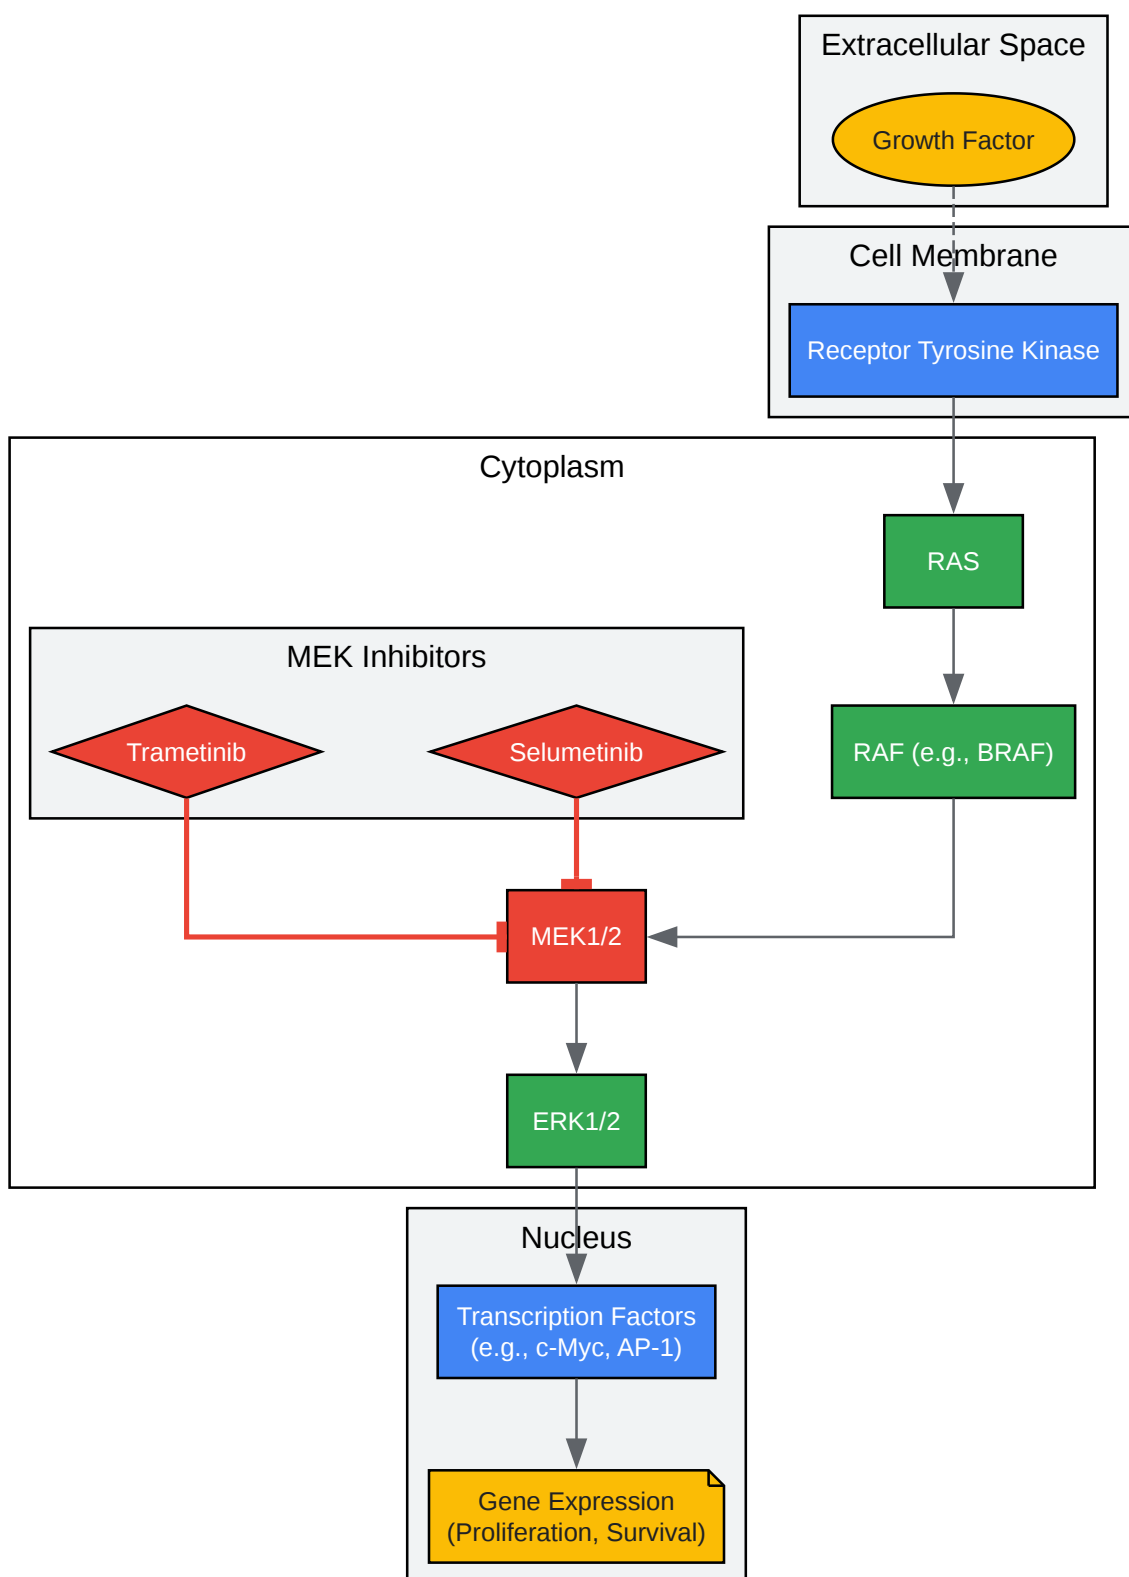 Extracellular Space
Growth Factor
Cell Membrane
Receptor Tyrosine Kinase
Cytoplasm
RAS
MEK Inhibitors
Trametinib
Selumetinib
RAF (e.g., BRAF)
MEK1/2
ERK1/2
Nucleus
Transcription Factors
(e.g., c-Myc, AP-1)
Gene Expression
(Proliferation, Survival)